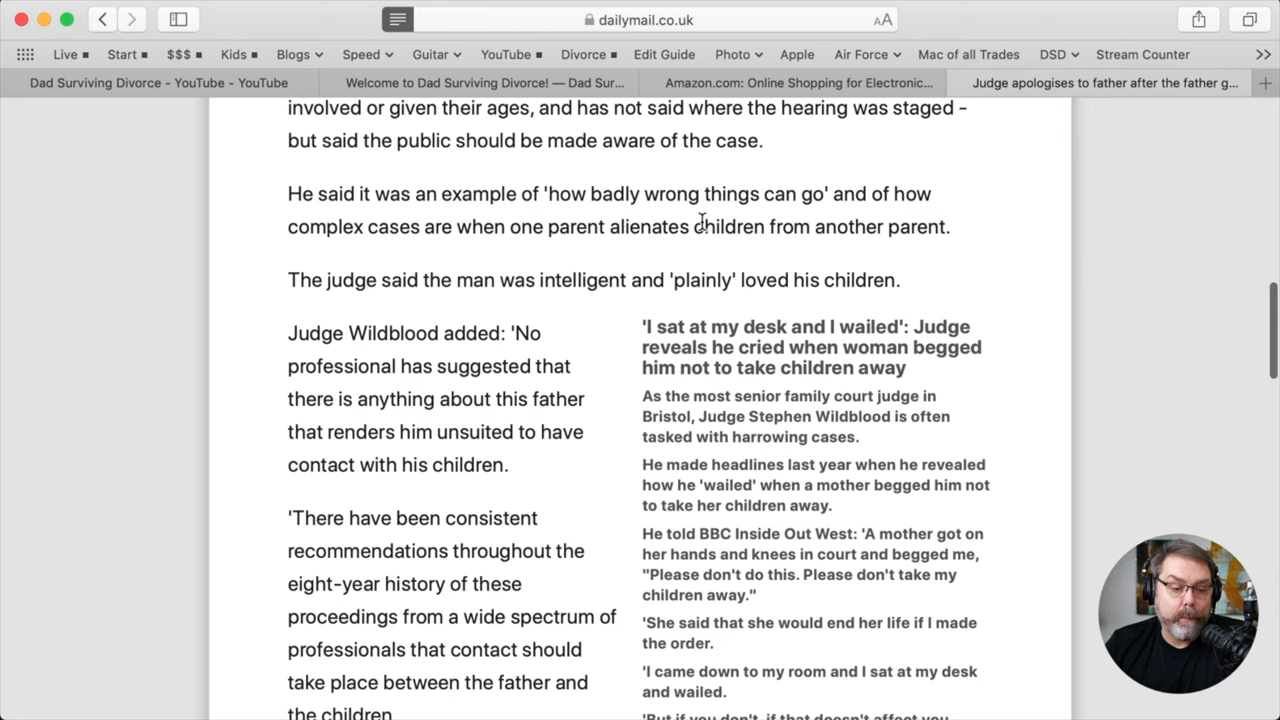 dailymail.co.uk
AA
Live
Start
$$$
Kids
Blogs
Speed
Guitar
YouTube
Divorce
Edit Guide
Photo
Apple
Air Force
Mac of all Trades
DSD
Stream Counter
Dad Surviving Divorce - YouTube - YouTube
Welcome to Dad Surviving Divorce! — Dad Sur...
Amazon.com: Online Shopping for Electronic...
Judge apologises to father after the father g...
involved or given their ages, and has not said where the hearing was staged -
but said the public should be made aware of the case.
He said it was an example of 'how badly wrong things can go' and of how
complex cases are when one parent alienates children from another parent.
The judge said the man was intelligent and 'plainly' loved his children.
Judge Wildblood added: 'No
professional has suggested that
there is anything about this father
that renders him unsuited to have
contact with his children.
'There have been consistent
recommendations throughout the
eight-year history of these
proceedings from a wide spectrum of
professionals that contact should
take place between the father and
the children.
'I sat at my desk and I wailed': Judge
reveals he cried when woman begged
him not to take children away
As the most senior family court judge in
Bristol, Judge Stephen Wildblood is often
tasked with harrowing cases.
He made headlines last year when he revealed
how he 'wailed' when a mother begged him not
to take her children away.
He told BBC Inside Out West: 'A mother got on
her hands and knees in court and begged me,
"Please don't do this. Please don't take my
children away."
'She said that she would end her life if I made
the order.
'I came down to my room and I sat at my desk
and wailed.
'But if you don't, if that doesn't affect you